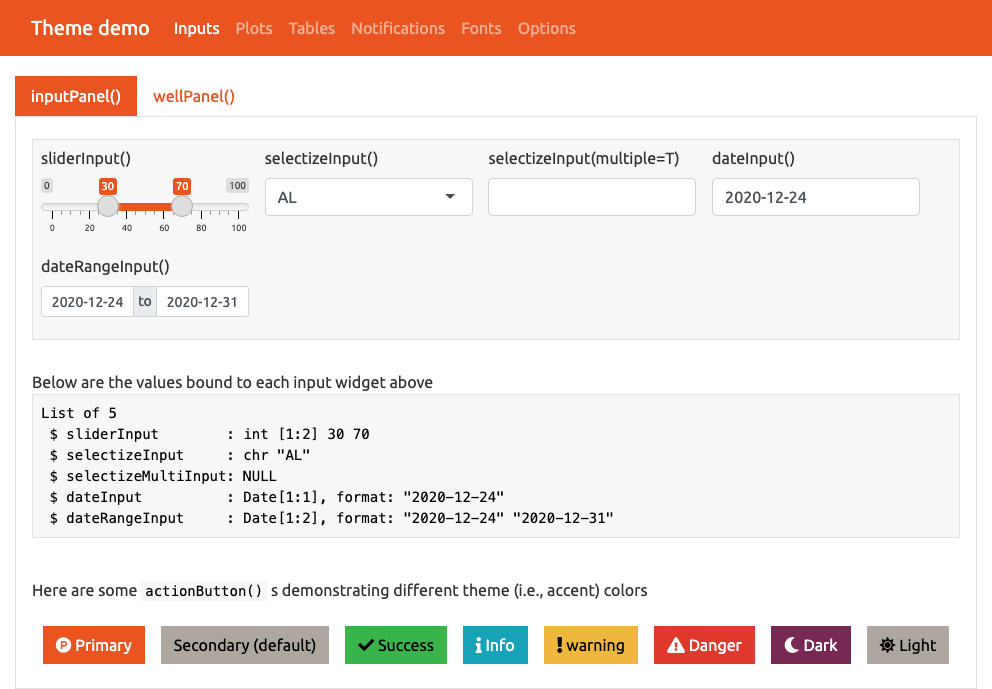 Theme demo Inputs Plots Tables Notifications Fonts Options
inputPanel() wellPanel()
sliderInput() selectizeInput() selectizeInput(multiple=T) dateInput()
0 30 70 100
AL 2020-12-24
0 20 40 60 80 100
dateRangeInput()
2020-12-24 to 2020-12-31
Below are the values bound to each input widget above
List of 5
$ sliderInput : int [1:2] 30 70
$ selectizeInput : chr "AL"
$ selectizeMultiInput: NULL
$ dateInput : Date[1:1], format: "2020-12-24"
$ dateRangeInput : Date[1:2], format: "2020-12-24" "2020-12-31"
Here are some actionButton() s demonstrating different theme (i.e., accent) colors
Primary Secondary (default) Success Info warning Danger Dark Light